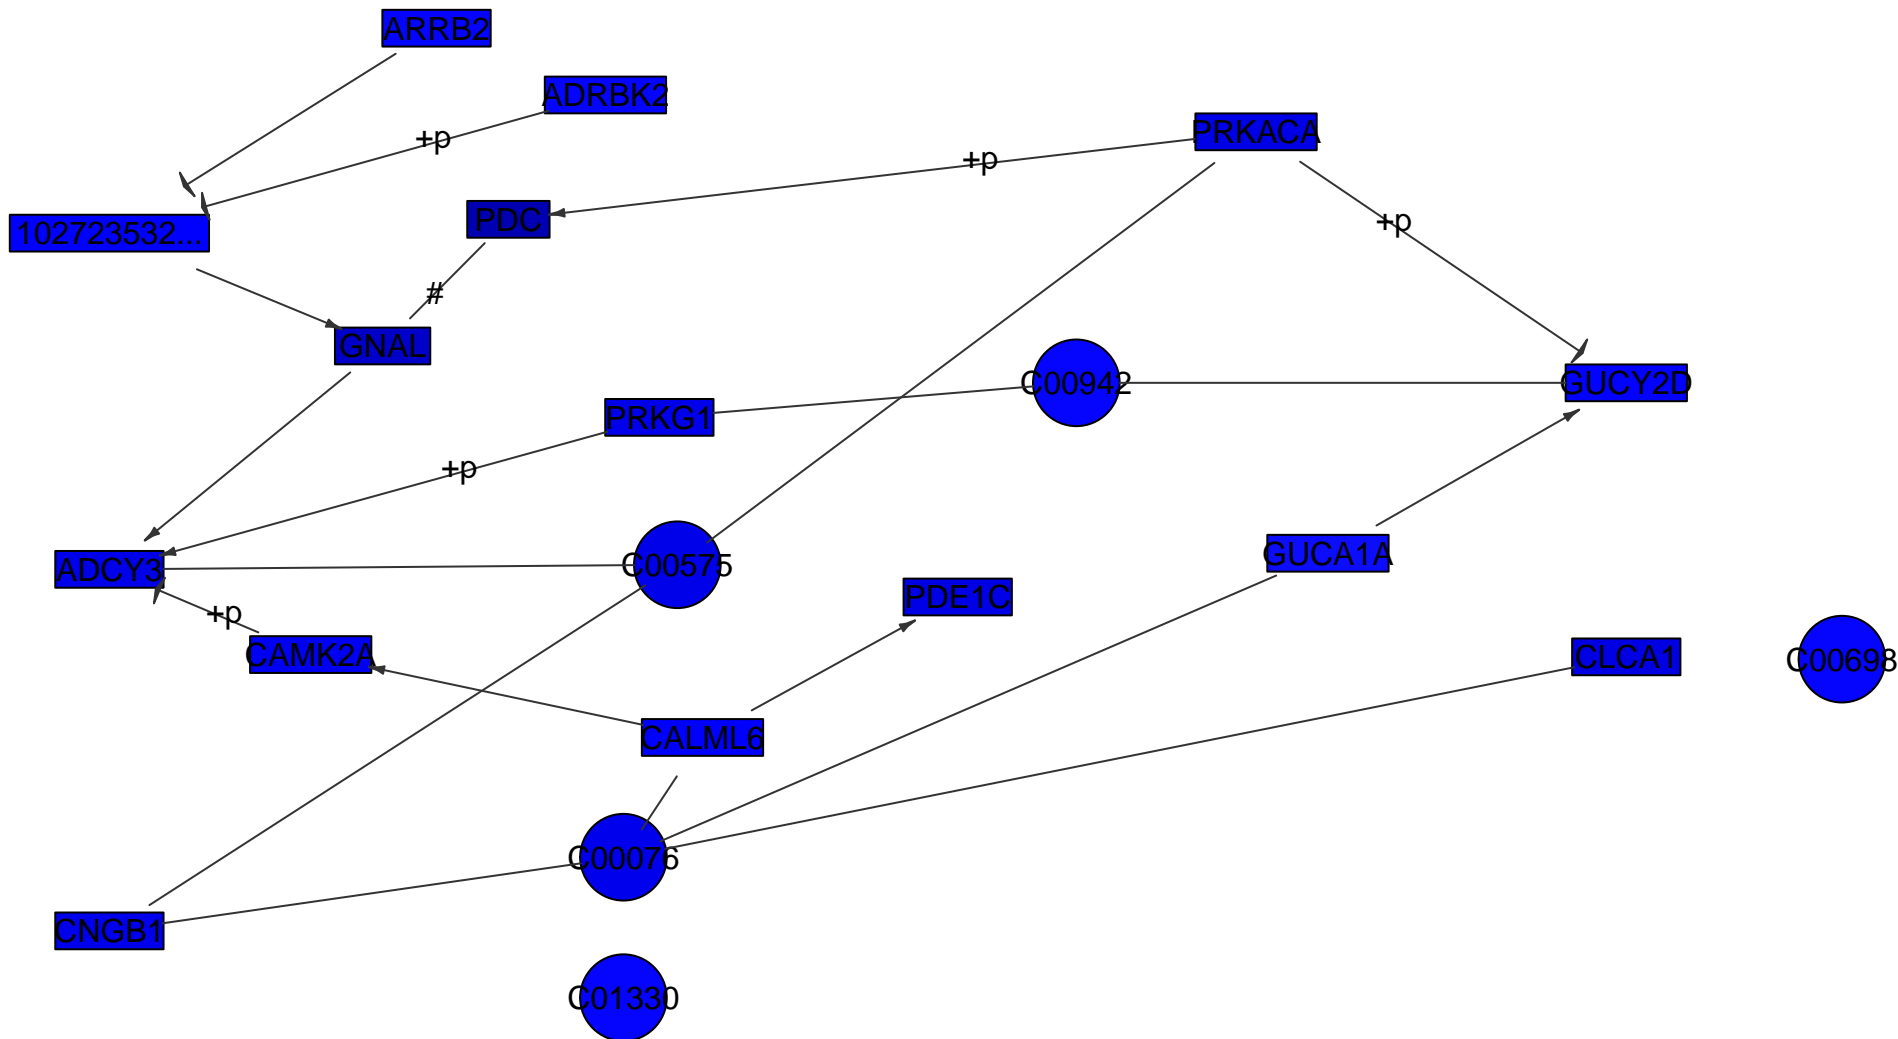 ARRB2
ADRBK2
PRKACA
+p
+p
PDC
+p
102723532...
#
GNAL
C00942
GUCY2D
PRKG1
+p
GUCA1A
C00575
ADCY3
PDE1C
+p
CAMK2A
CLCA1
C00698
CALML6
C00076
CNGB1
C01330